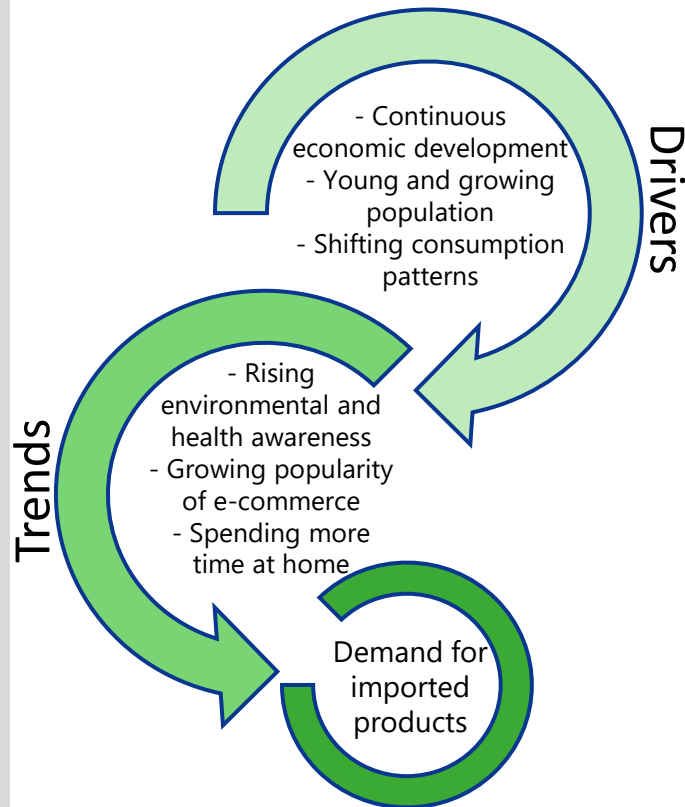 - Continuous
economic development
- Young and growing
population
- Shifting consumption
patterns
Drivers
- Rising
environmental and
health awareness
- Growing popularity
of e-commerce
- Spending more
time at home
Trends
Demand for
imported
products